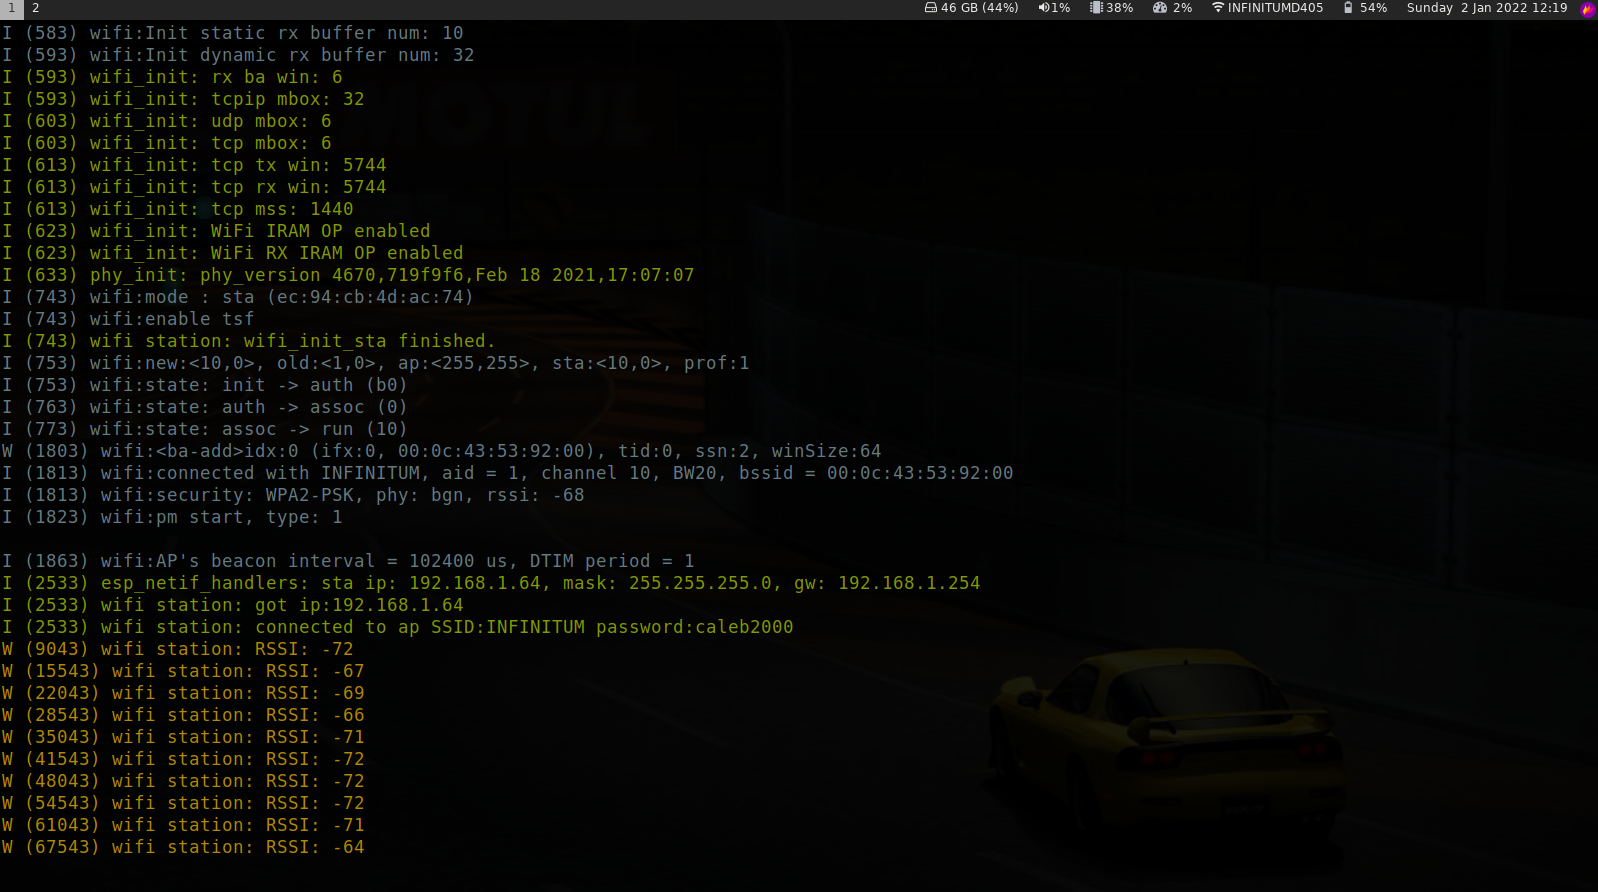 1 2 46 GB (44%) 1% 38% 2% INFINITUMD405 54% Sunday 2 Jan 2022 12:19
I (583) wifi:Init static rx buffer num: 10
I (593) wifi:Init dynamic rx buffer num: 32
I (593) wifi_init: rx ba win: 6
I (593) wifi_init: tcpip mbox: 32
I (603) wifi_init: udp mbox: 6
I (603) wifi_init: tcp mbox: 6
I (613) wifi_init: tcp tx win: 5744
I (613) wifi_init: tcp rx win: 5744
I (613) wifi_init: tcp mss: 1440
I (623) wifi_init: WiFi IRAM OP enabled
I (623) wifi_init: WiFi RX IRAM OP enabled
I (633) phy_init: phy_version 4670,719f9f6,Feb 18 2021,17:07:07
I (743) wifi:mode : sta (ec:94:cb:4d:ac:74)
I (743) wifi:enable tsf
I (743) wifi station: wifi_init_sta finished.
I (753) wifi:new:<10,0>, old:<1,0>, ap:<255,255>, sta:<10,0>, prof:1
I (753) wifi:state: init -> auth (b0)
I (763) wifi:state: auth -> assoc (0)
I (773) wifi:state: assoc -> run (10)
W (1803) wifi:<ba-add>idx:0 (ifx:0, 00:0c:43:53:92:00), tid:0, ssn:2, winSize:64
I (1813) wifi:connected with INFINITUM, aid = 1, channel 10, BW20, bssid = 00:0c:43:53:92:00
I (1813) wifi:security: WPA2-PSK, phy: bgn, rssi: -68
I (1823) wifi:pm start, type: 1
I (1863) wifi:AP's beacon interval = 102400 us, DTIM period = 1
I (2533) esp_netif_handlers: sta ip: 192.168.1.64, mask: 255.255.255.0, gw: 192.168.1.254
I (2533) wifi station: got ip:192.168.1.64
I (2533) wifi station: connected to ap SSID:INFINITUM password:caleb2000
W (9043) wifi station: RSSI: -72
W (15543) wifi station: RSSI: -67
W (22043) wifi station: RSSI: -69
W (28543) wifi station: RSSI: -66
W (35043) wifi station: RSSI: -71
W (41543) wifi station: RSSI: -72
W (48043) wifi station: RSSI: -72
W (54543) wifi station: RSSI: -72
W (61043) wifi station: RSSI: -71
W (67543) wifi station: RSSI: -64
MOTUL